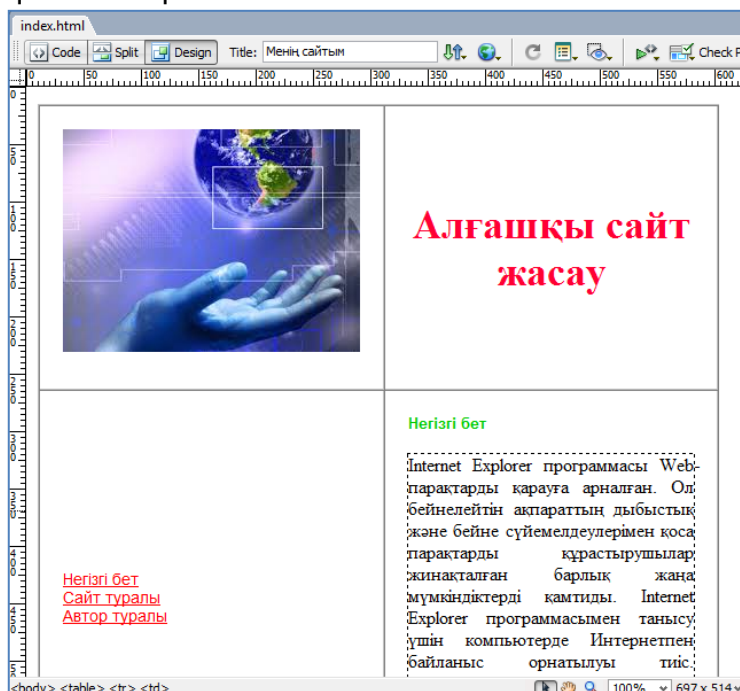 index.html
Code Split Design Title: Менің сайтым Check P
0 50 100 150 200 250 300 350 400 450 500 550 600
Алғашқы сайт
жасау
Негізгі бет
Internet Explorer программасы Web-
парақтарды қарауға арналған. Ол
бейнелейтін ақпараттың дыбыстық
және бейне сүйемелдеулерімен қоса
парақтарды құрастырушылар
жинақталған барлық жаңа
мүмкіндіктерді қамтиды. Internet
Explorer программасымен танысу
үшін компьютерде Интернетпен
байланыс орнатылуы тиіс.
Негізгі бет
Сайт туралы
Автор туралы
<body> <table> <tr> <td> 100% 697 x 514